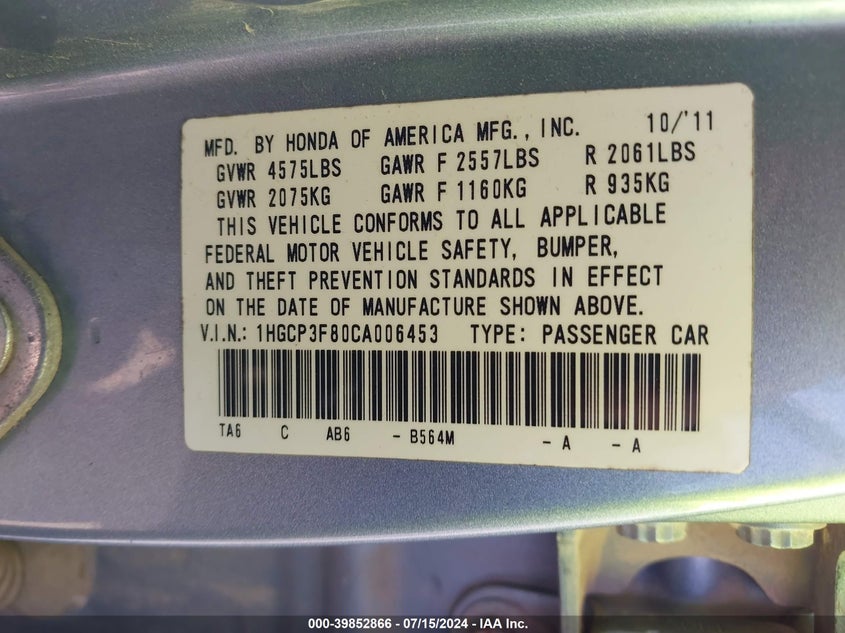 MFD. BY HONDA OF AMERICA MFG., INC. 10/'11
GVWR 4575LBS GAWR F 2557LBS R 2061LBS
GVWR 2075KG GAWR F 1160KG R 935KG
THIS VEHICLE CONFORMS TO ALL APPLICABLE
FEDERAL MOTOR VEHICLE SAFETY, BUMPER,
AND THEFT PREVENTION STANDARDS IN EFFECT
ON THE DATE OF MANUFACTURE SHOWN ABOVE.
V.I.N.: 1HGCP3F80CA006453 TYPE: PASSENGER CAR
TA6 C AB6 - B564M - A - A
000-39852866 - 07/15/2024 - IAA Inc.